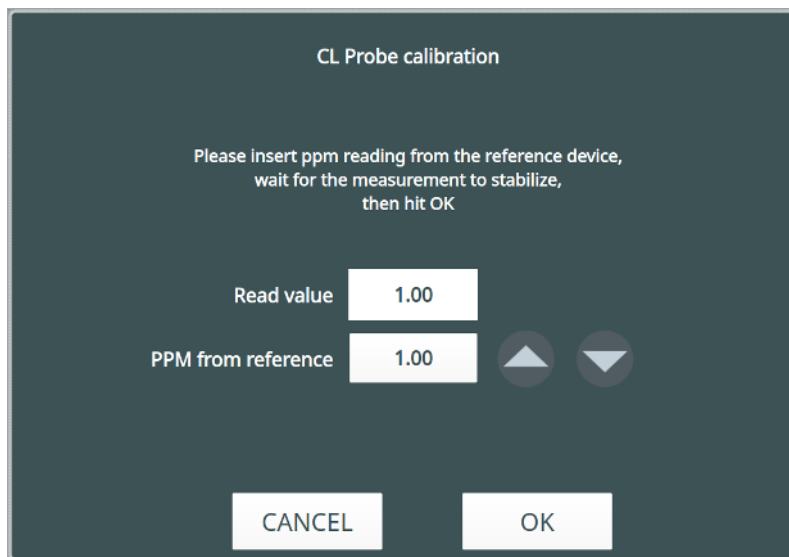 CL Probe calibration
Please insert ppm reading from the reference device,
wait for the measurement to stabilize,
then hit OK
Read value 1.00
PPM from reference 1.00
CANCEL OK